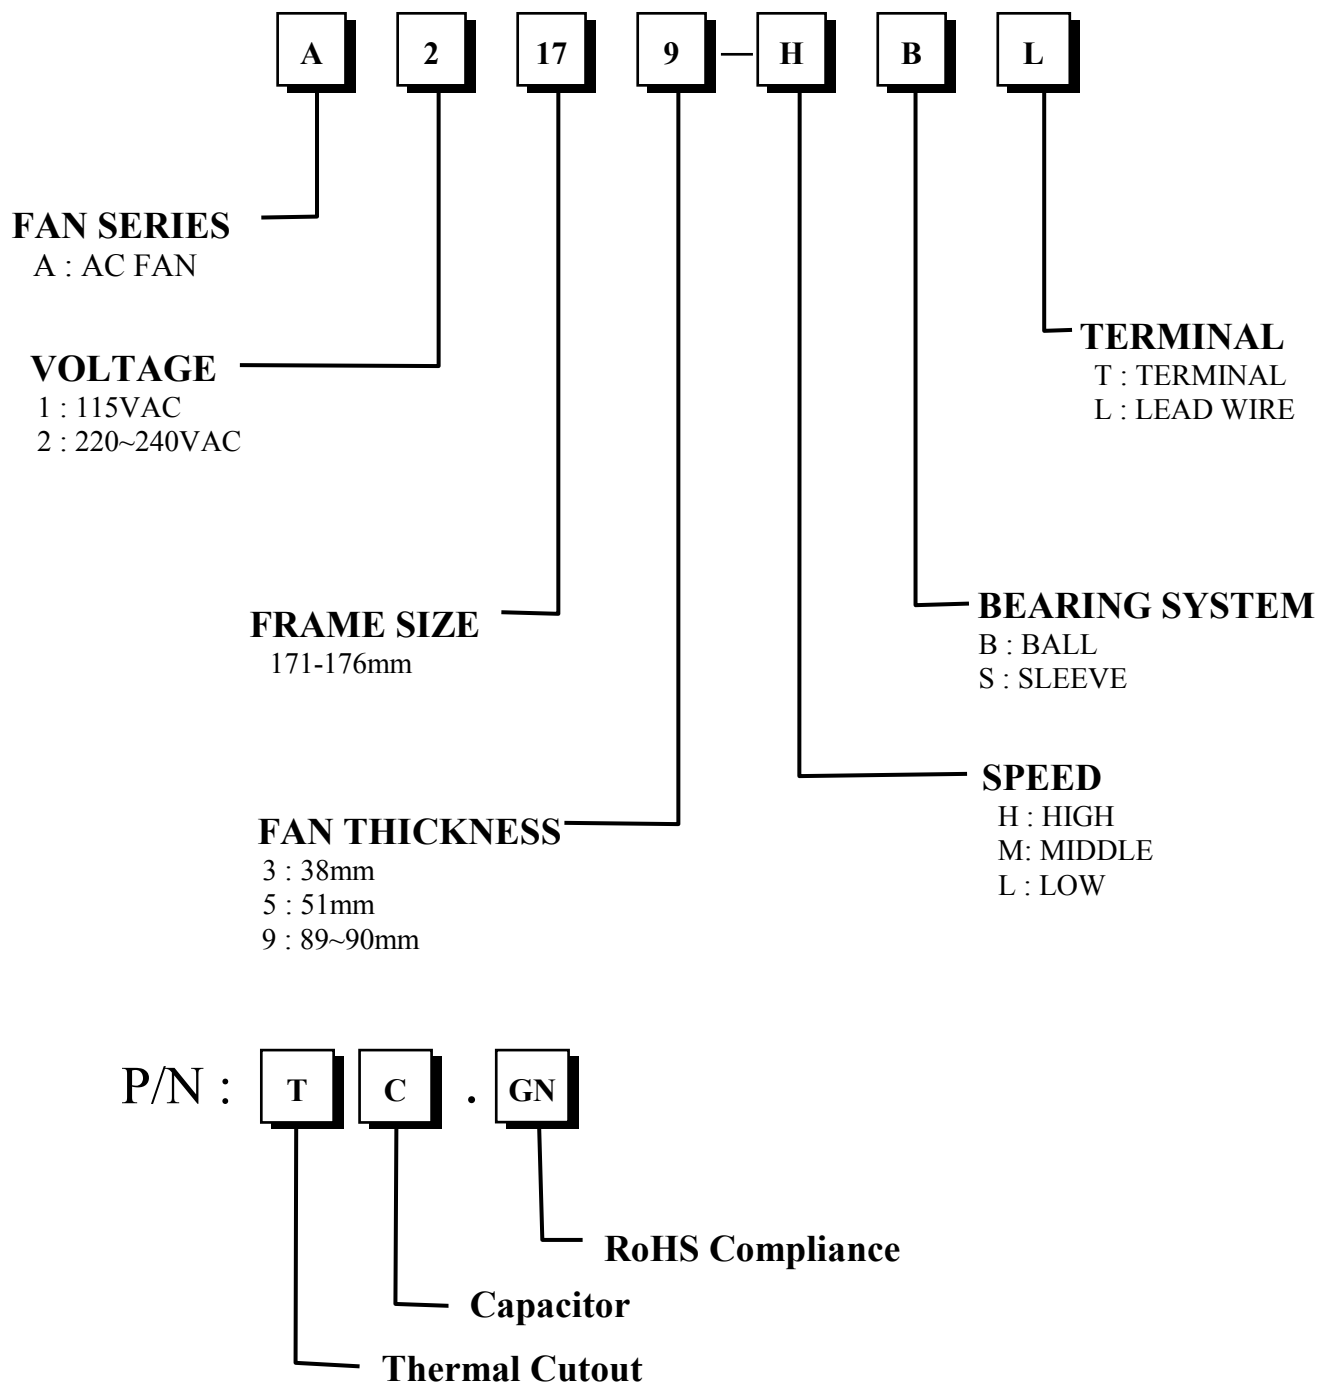 A 2 17 9 — H B L
FAN SERIES
A : AC FAN
VOLTAGE
1 : 115VAC
2 : 220~240VAC
TERMINAL
T : TERMINAL
L : LEAD WIRE
FRAME SIZE
171-176mm
BEARING SYSTEM
B : BALL
S : SLEEVE
SPEED
H : HIGH
M: MIDDLE
L : LOW
FAN THICKNESS
3 : 38mm
5 : 51mm
9 : 89~90mm
P/N : T C . GN
RoHS Compliance
Capacitor
Thermal Cutout